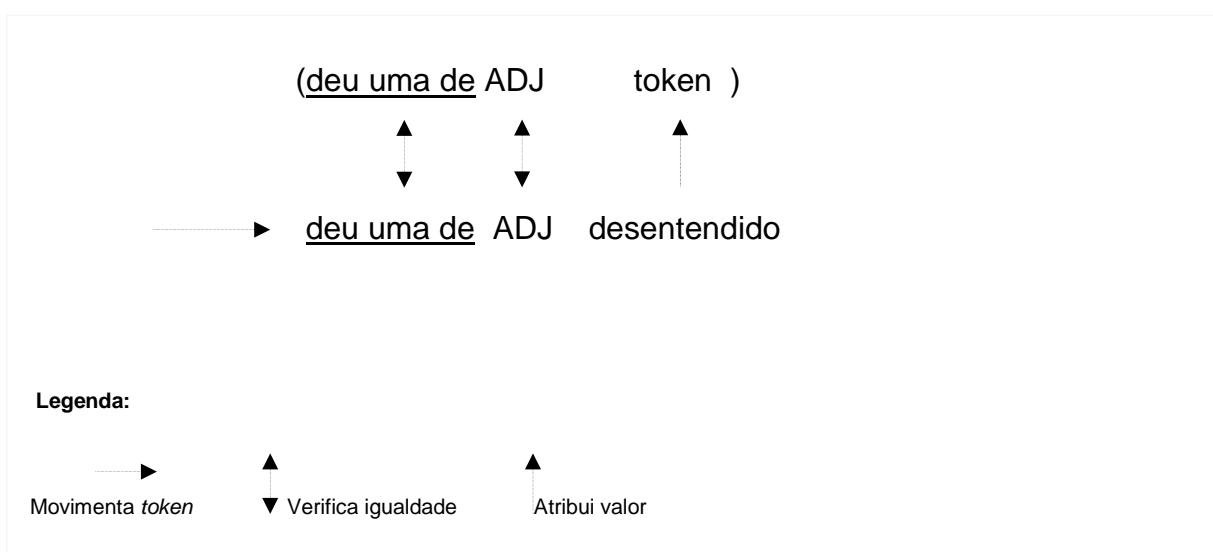 (deu uma de ADJ token )
deu uma de ADJ desentendido
Legenda:
Movimenta token Verifica igualdade Atribui valor